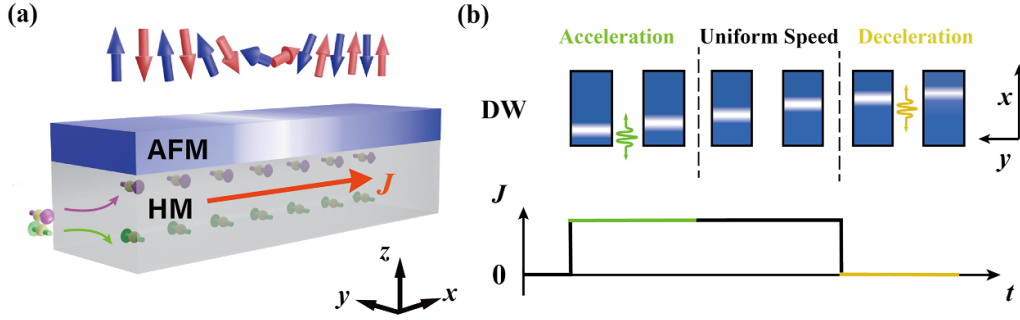 (a)
AFM
HM
J
z
y
x
(b)
Acceleration Uniform Speed Deceleration
DW
x
y
J
0
t